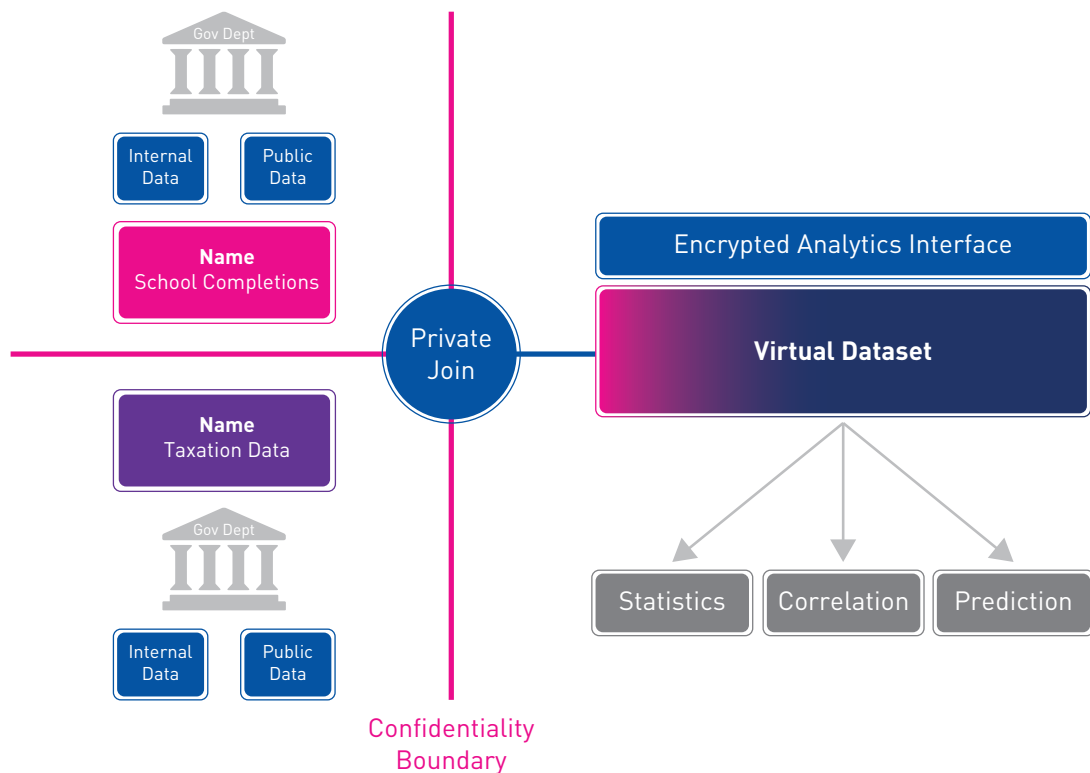 Gov Dept
Internal
Data
Public
Data
Name
School Completions
Name
Taxation Data
Gov Dept
Internal
Data
Public
Data
Private
Join
Confidentiality
Boundary
Encrypted Analytics Interface
Virtual Dataset
Statistics
Correlation
Prediction